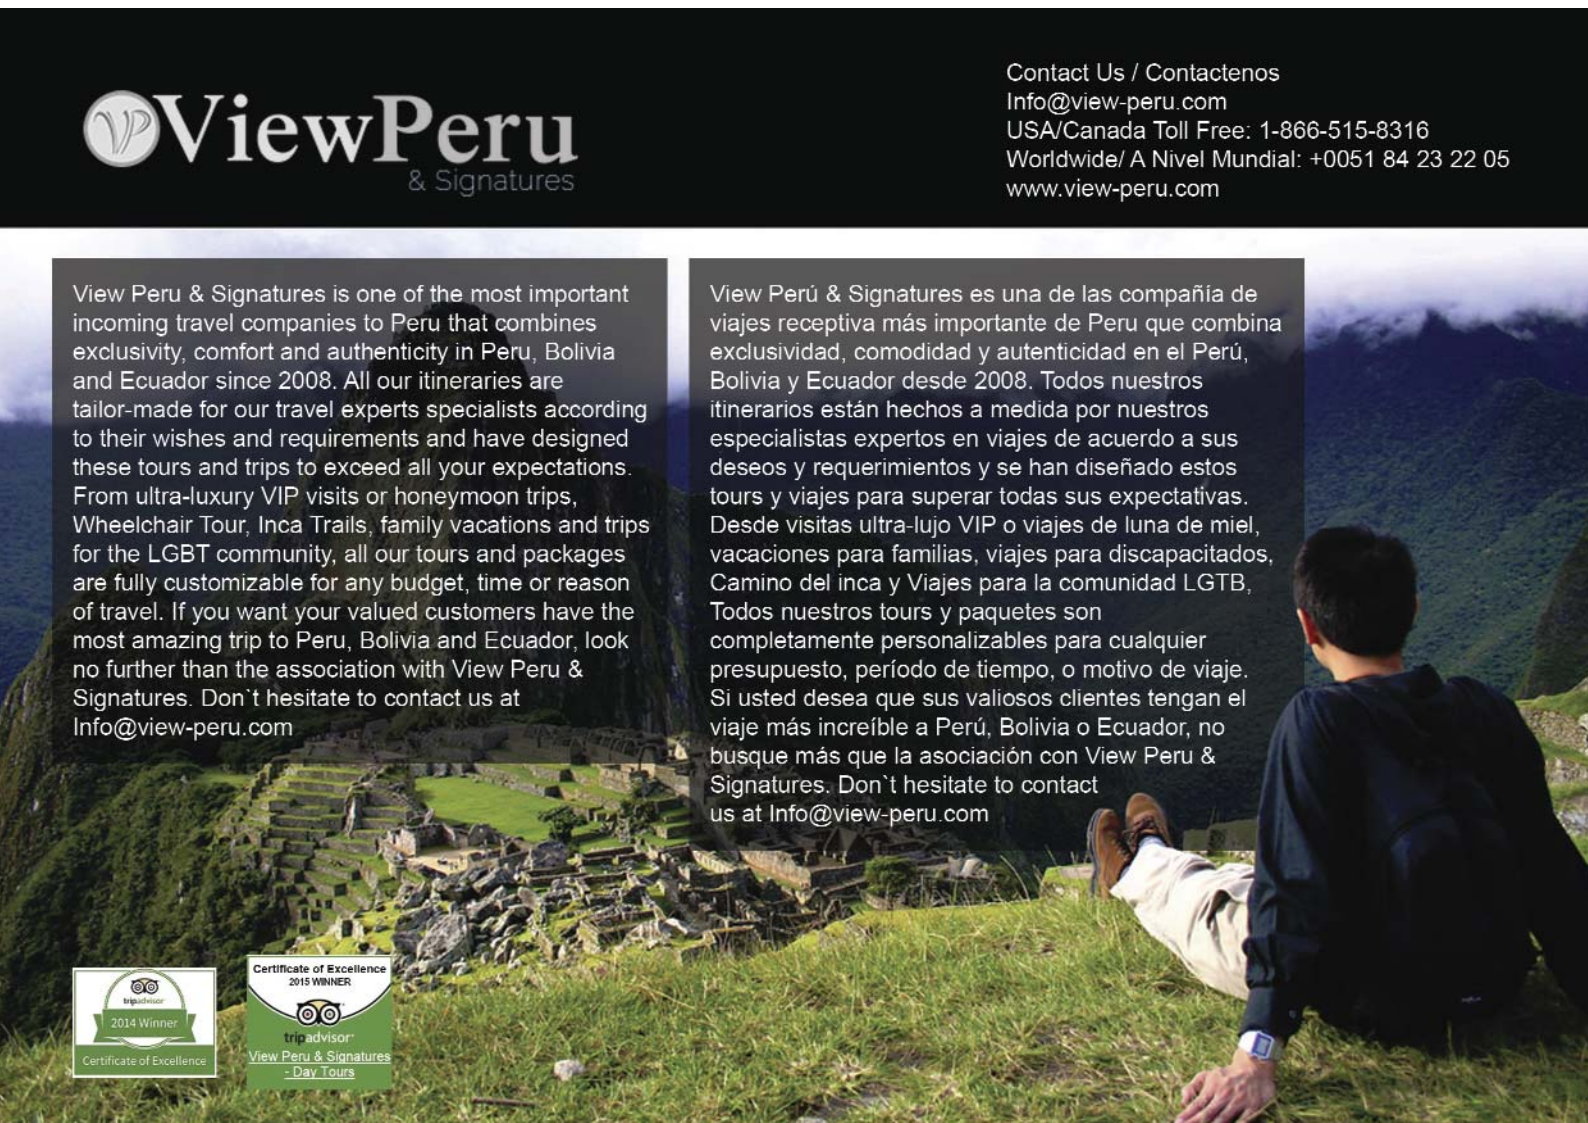 VP ViewPeru
& Signatures
Contact Us / Contactenos
Info@view-peru.com
USA/Canada Toll Free: 1-866-515-8316
Worldwide/ A Nivel Mundial: +0051 84 23 22 05
www.view-peru.com
View Peru & Signatures is one of the most important
incoming travel companies to Peru that combines
exclusivity, comfort and authenticity in Peru, Bolivia
and Ecuador since 2008. All our itineraries are
tailor-made for our travel experts specialists according
to their wishes and requirements and have designed
these tours and trips to exceed all your expectations.
From ultra-luxury VIP visits or honeymoon trips,
Wheelchair Tour, Inca Trails, family vacations and trips
for the LGBT community, all our tours and packages
are fully customizable for any budget, time or reason
of travel. If you want your valued customers have the
most amazing trip to Peru, Bolivia and Ecuador, look
no further than the association with View Peru &
Signatures. Don`t hesitate to contact us at
Info@view-peru.com
View Perú & Signatures es una de las compañía de
viajes receptiva más importante de Peru que combina
exclusividad, comodidad y autenticidad en el Perú,
Bolivia y Ecuador desde 2008. Todos nuestros
itinerarios están hechos a medida por nuestros
especialistas expertos en viajes de acuerdo a sus
deseos y requerimientos y se han diseñado estos
tours y viajes para superar todas sus expectativas.
Desde visitas ultra-lujo VIP o viajes de luna de miel,
vacaciones para familias, viajes para discapacitados,
Camino del inca y Viajes para la comunidad LGTB,
Todos nuestros tours y paquetes son
completamente personalizables para cualquier
presupuesto, período de tiempo, o motivo de viaje.
Si usted desea que sus valiosos clientes tengan el
viaje más increíble a Perú, Bolivia o Ecuador, no
busque más que la asociación con View Peru &
Signatures. Don`t hesitate to contact
us at Info@view-peru.com
tripadvisor
2014 Winner
Certificate of Excellence
Certificate of Excellence
2015 WINNER
tripadvisor
View Peru & Signatures
- Day Tours